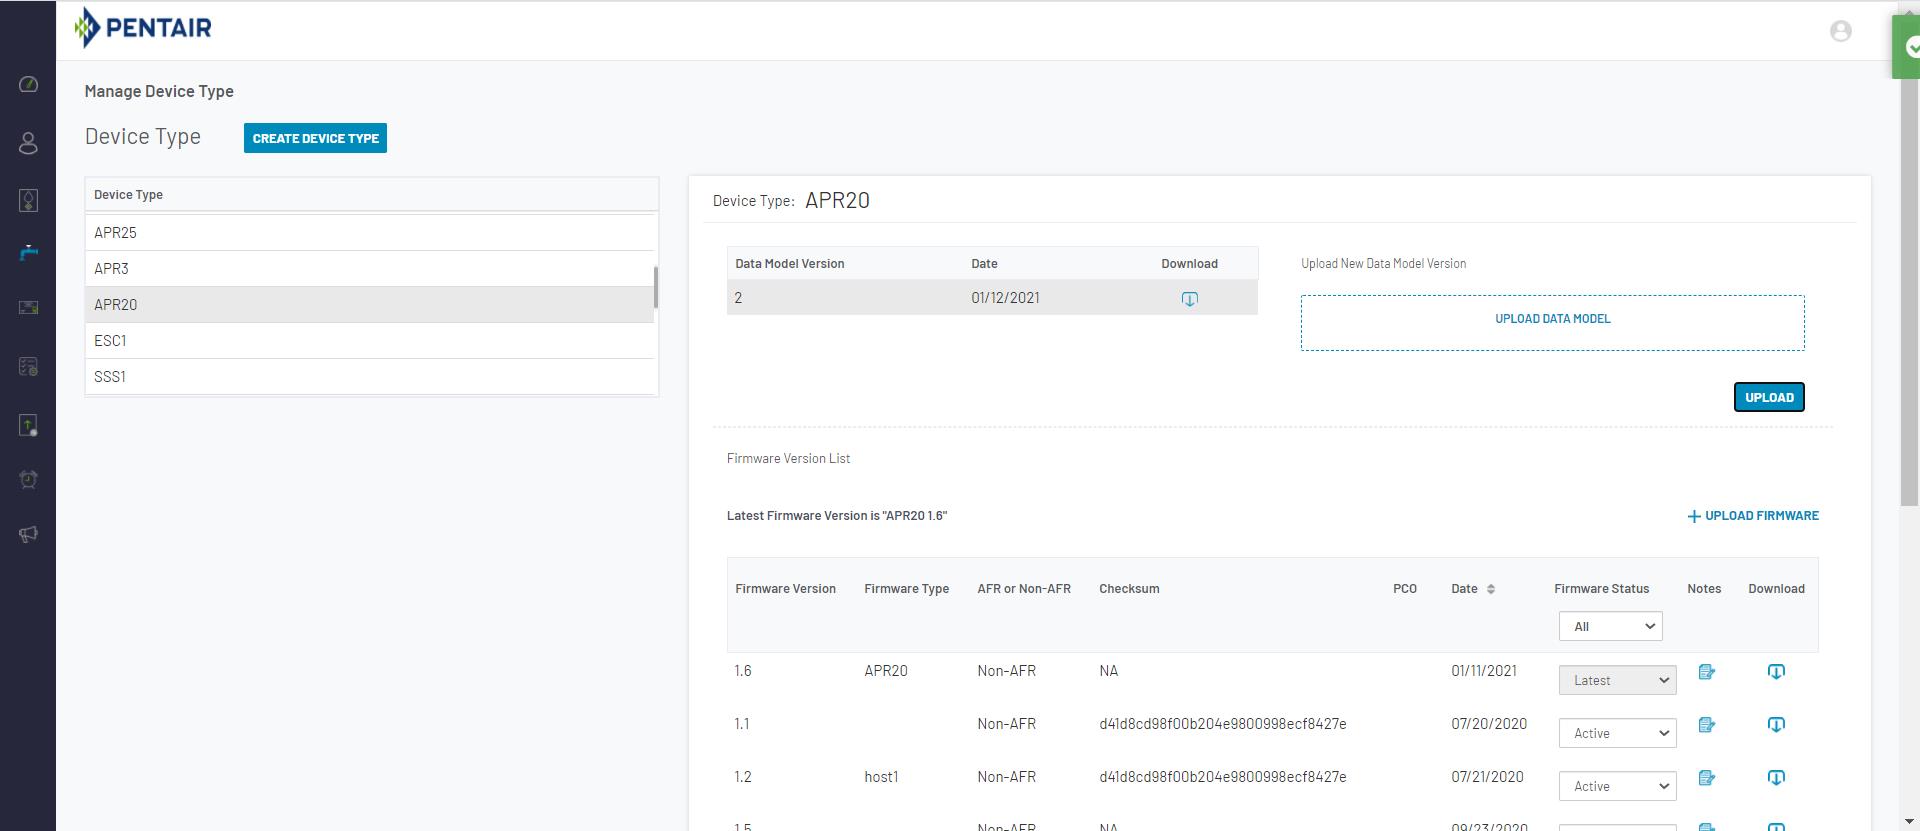 PENTAIR
Manage Device Type
Device Type
CREATE DEVICE TYPE
Device Type
APR25
APR3
APR20
ESC1
SSS1
Device Type: APR20
Data Model Version Date Download
2 01/12/2021
Upload New Data Model Version
UPLOAD DATA MODEL
UPLOAD
Firmware Version List
Latest Firmware Version is "APR20 1.6"
UPLOAD FIRMWARE
Firmware Version Firmware Type AFR or Non-AFR Checksum PCO Date Firmware Status Notes Download
All
1.6 APR20 Non-AFR NA 01/11/2021 Latest
1.1 Non-AFR d41d8cd98f00b204e9800998ecf8427e 07/20/2020 Active
1.2 host1 Non-AFR d41d8cd98f00b204e9800998ecf8427e 07/21/2020 Active
1.5 Non-AFR NA 09/23/2020